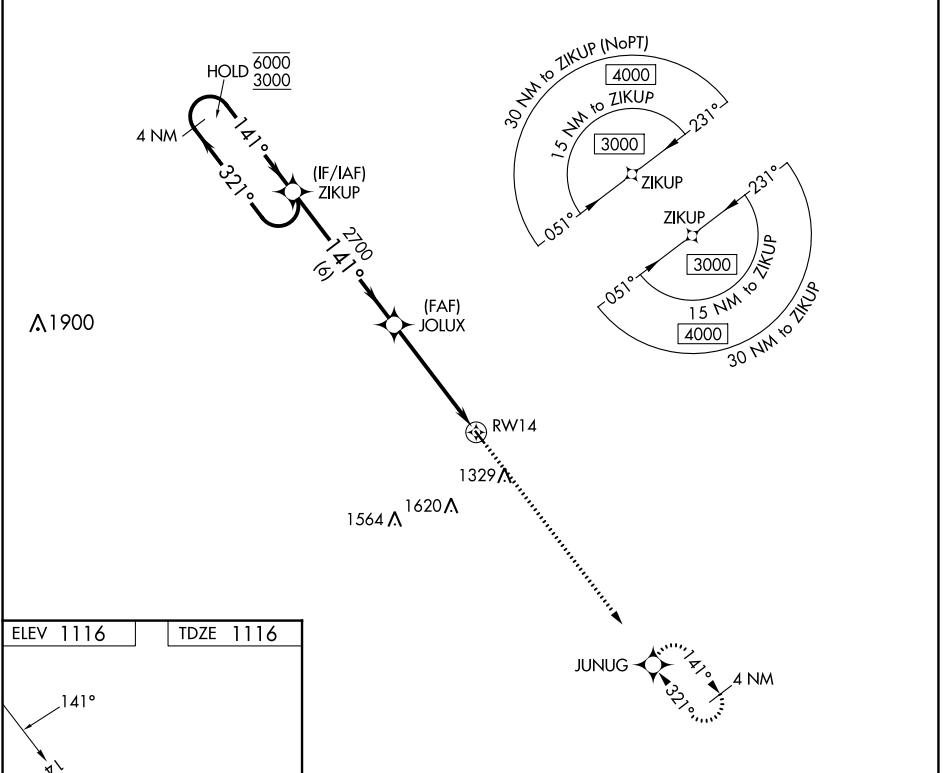 HOLD 6000
3000
4 NM
141°
321°
(IF/IAF)
ZIKUP
2700
141°
(6)
(FAF)
JOLUX
1900
RW14
1329
1620
1564
JUNUG
141°
321°
4 NM
30 NM to ZIKUP (NoPT)
4000
15 NM to ZIKUP
3000
231°
ZIKUP
051°
231°
ZIKUP
3000
051°
15 NM to ZIKUP
4000
30 NM to ZIKUP
ELEV 1116
TDZE 1116
141°
14